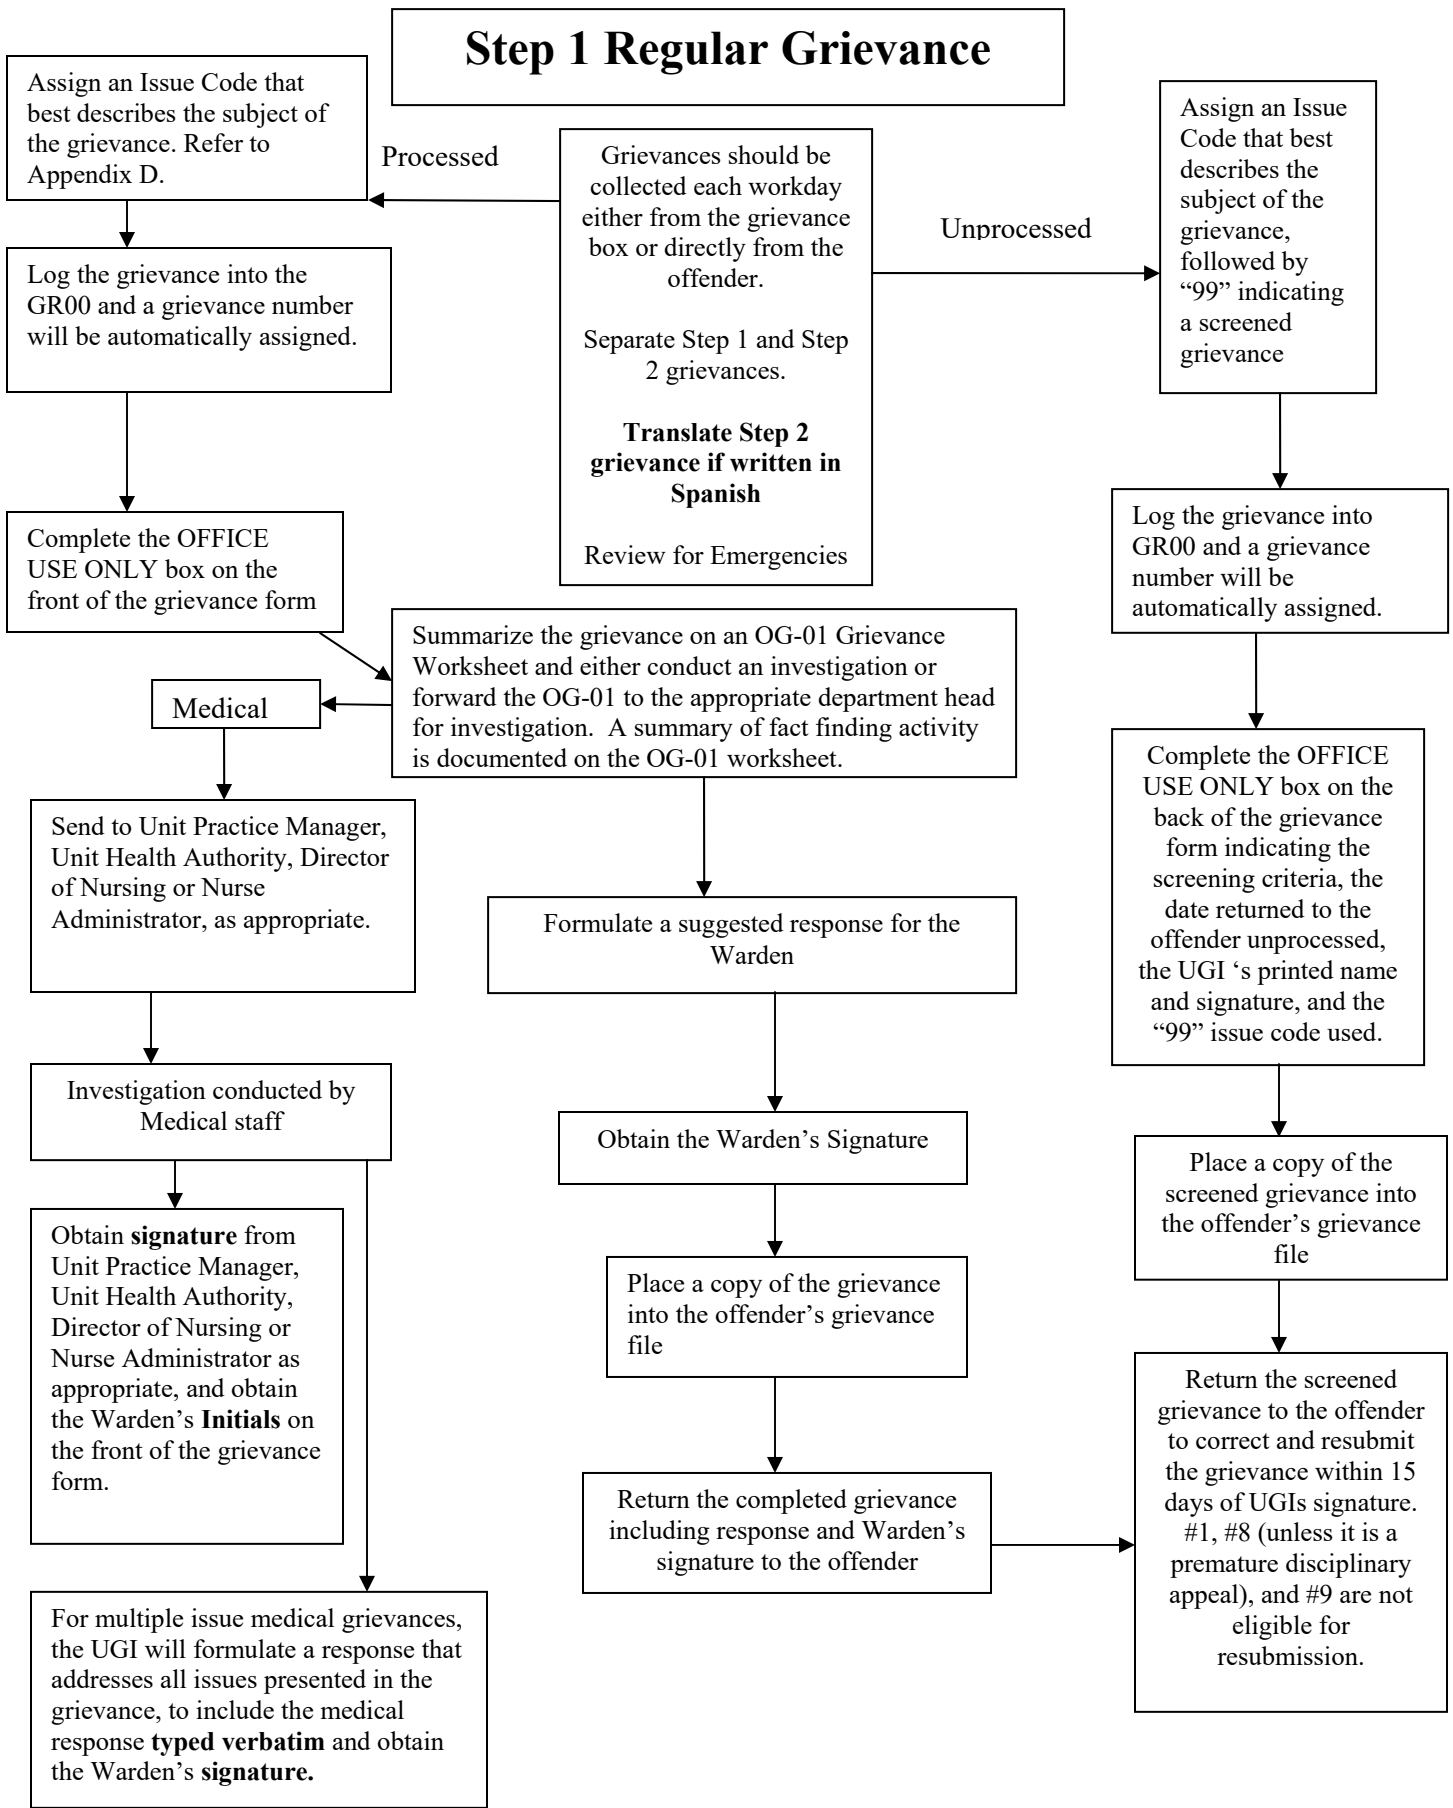 Step 1 Regular Grievance
Grievances should be
collected each workday
either from the grievance
box or directly from the
offender.
Separate Step 1 and Step
2 grievances.
Translate Step 2
grievance if written in
Spanish
Review for Emergencies
Processed
Assign an Issue Code that
best describes the subject of
the grievance. Refer to
Appendix D.
Log the grievance into the
GR00 and a grievance number
will be automatically assigned.
Complete the OFFICE
USE ONLY box on the
front of the grievance form
Summarize the grievance on an OG-01 Grievance
Worksheet and either conduct an investigation or
forward the OG-01 to the appropriate department head
for investigation.  A summary of fact finding activity
is documented on the OG-01 worksheet.
Medical
Send to Unit Practice Manager,
Unit Health Authority, Director
of Nursing or Nurse
Administrator, as appropriate.
Investigation conducted by
Medical staff
Obtain signature from
Unit Practice Manager,
Unit Health Authority,
Director of Nursing or
Nurse Administrator as
appropriate, and obtain
the Warden’s Initials on
the front of the grievance
form.
For multiple issue medical grievances,
the UGI will formulate a response that
addresses all issues presented in the
grievance, to include the medical
response typed verbatim and obtain
the Warden’s signature.
Formulate a suggested response for the
Warden
Obtain the Warden’s Signature
Place a copy of the grievance
into the offender’s grievance
file
Return the completed grievance
including response and Warden’s
signature to the offender
Unprocessed
Assign an Issue
Code that best
describes the
subject of the
grievance,
followed by
“99” indicating
a screened
grievance
Log the grievance into
GR00 and a grievance
number will be
automatically assigned.
Complete the OFFICE
USE ONLY box on the
back of the grievance
form indicating the
screening criteria, the
date returned to the
offender unprocessed,
the UGI ‘s printed name
and signature, and the
“99” issue code used.
Place a copy of the
screened grievance into
the offender’s grievance
file
Return the screened
grievance to the offender
to correct and resubmit
the grievance within 15
days of UGIs signature.
#1, #8 (unless it is a
premature disciplinary
appeal), and #9 are not
eligible for
resubmission.